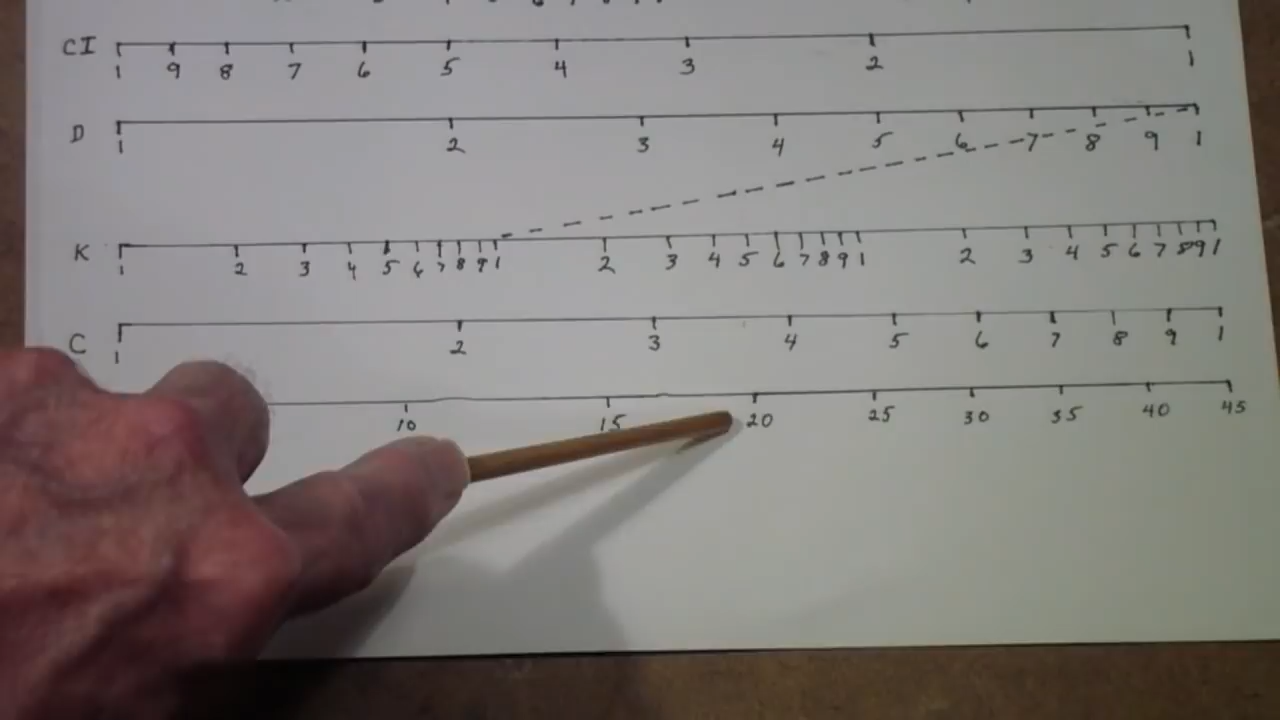 CI 1 9 8 7 6 5 4 3 2 1
D 1 2 3 4 5 6 7 8 9 1
K 1 2 3 4 5 6 7 8 9 1 2 3 4 5 6 7 8 9 1 2 3 4 5 6 7 8 9 1
C 1 2 3 4 5 6 7 8 9 1
10 15 20 25 30 35 40 45